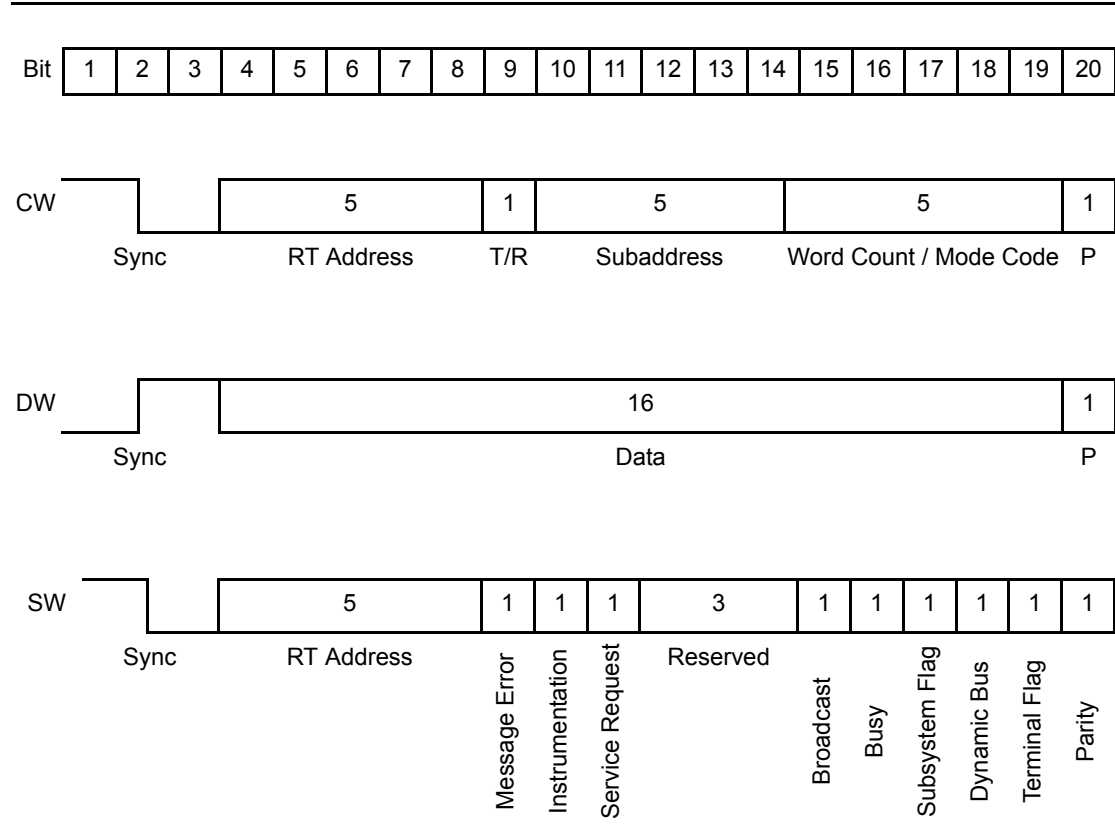 Bit 1 2 3 4 5 6 7 8 9 10 11 12 13 14 15 16 17 18 19 20
CW 5 1 5 5 1
Sync RT Address T/R Subaddress Word Count / Mode Code P
DW 16 1
Sync Data P
SW 5 1 1 1 3 1 1 1 1 1 1
Sync RT Address Message Error Instrumentation Service Request Reserved Broadcast Busy Subsystem Flag Dynamic Bus Terminal Flag Parity